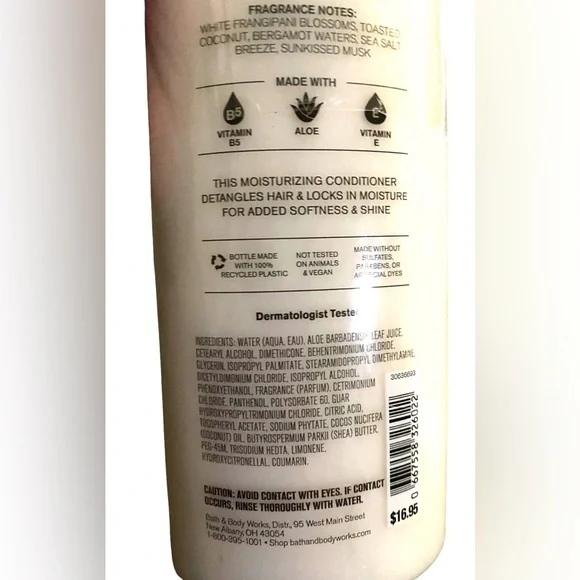 FRAGRANCE NOTES:
WHITE FRANGIPANI BLOSSOMS, TOASTED
COCONUT, BERGAMOT WATERS, SEA SALT
BREEZE, SUNKISSED MUSK
MADE WITH
B5
E
VITAMIN
B5
ALOE
VITAMIN
E
THIS MOISTURIZING CONDITIONER
DETANGLES HAIR & LOCKS IN MOISTURE
FOR ADDED SOFTNESS & SHINE
BOTTLE MADE
WITH 100%
RECYCLED PLASTIC
NOT TESTED
ON ANIMALS
& VEGAN
MADE WITHOUT
SULFATES,
PARABENS, OR
ARTIFICIAL DYES
Dermatologist Teste
INGREDIENTS: WATER (AQUA, EAU), ALOE BARBADENSIS LEAF JUICE,
CETEARYL ALCOHOL, DIMETHICONE, BEHENTRIMONIUM CHLORIDE,
GLYCERIN, ISOPROPYL PALMITATE, STEARAMIDOPROPYL DIMETHYLAMINE,
DICETYLDIMONIUM CHLORIDE, ISOPROPYL ALCOHOL,
PHENOXYETHANOL, FRAGRANCE (PARFUM), CETRIMONIUM
CHLORIDE, PANTHENOL, POLYSORBATE 60, GUAR
HYDROXYPROPYLTRIMONIUM CHLORIDE, CITRIC ACID,
TOCOPHERYL ACETATE, SODIUM PHYTATE, COCOS NUCIFERA
(COCONUT) OIL, BUTYROSPERMUM PARKII (SHEA) BUTTER,
PEG-45M, TRISODIUM HEDTA, LIMONENE,
HYDROXYCITRONELLAL, COUMARIN.
30636693
0 667558 326022
$16.95
CAUTION: AVOID CONTACT WITH EYES. IF CONTACT
OCCURS, RINSE THOROUGHLY WITH WATER.
Bath & Body Works, Distr., 95 West Main Street
New Albany, OH 43054
1-800-395-1001 • Shop bathandbodyworks.com